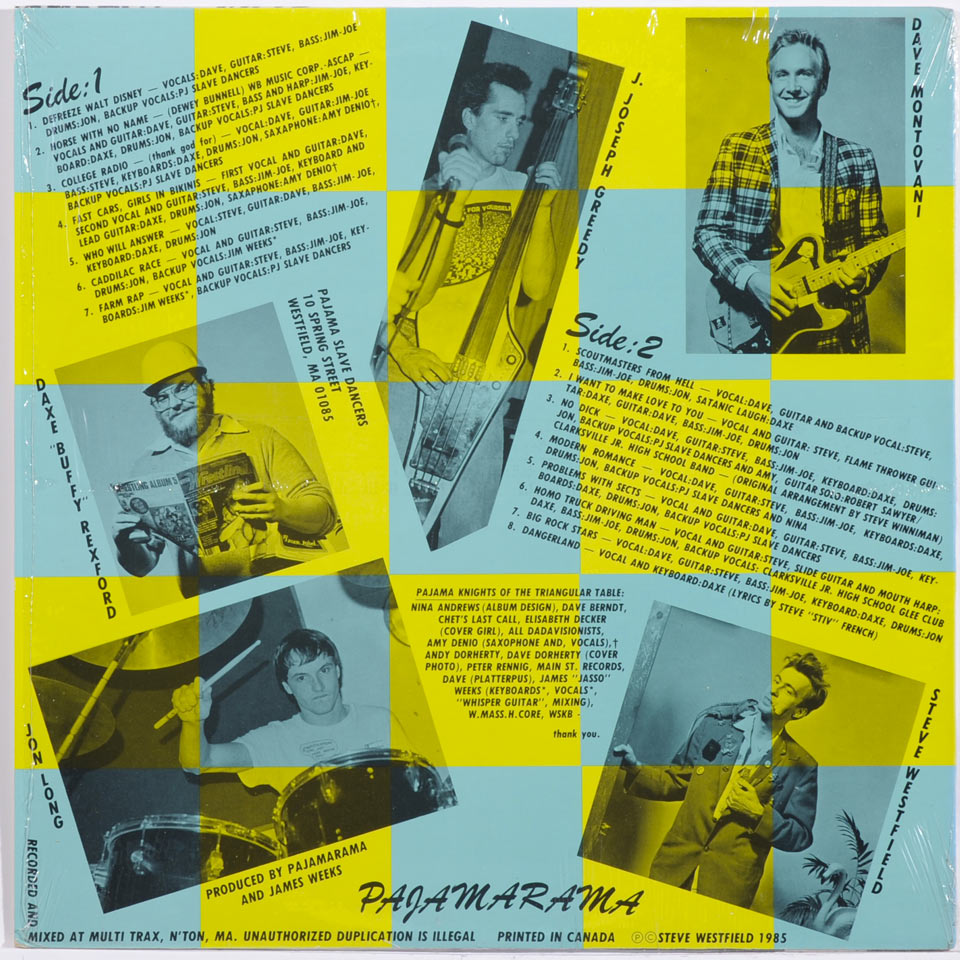 Side:1
1. DEFREEZE WALT DISNEY — VOCALS:DAVE, GUITAR:STEVE, BASS:JIM-JOE
DRUMS:JON, BACKUP VOCALS:PJ SLAVE DANCERS
2. HORSE WITH NO NAME — (DEWEY BUNNELL) WB MUSIC CORP.-ASCAP —
VOCALS AND GUITAR:DAVE, GUITAR:STEVE, BASS AND HARP:JIM-JOE, KEY-
BOARD:DAXE, DRUMS:JON, BACKUP VOCALS:PJ SLAVE DANCERS
3. COLLEGE RADIO — (thank god for) — VOCAL:DAVE, GUITAR:JIM-JOE
BASS:STEVE, KEYBOARDS:DAXE, DRUMS:JON, SAXAPHONE:AMY DENIO†,
BACKUP VOCALS:PJ SLAVE DANCERS
4. FAST CARS, GIRLS IN BIKINIS — FIRST VOCAL AND GUITAR:DAVE,
SECOND VOCAL AND GUITAR:STEVE, BASS:JIM-JOE, KEYBOARD AND
LEAD GUITAR:DAXE, DRUMS:JON, SAXAPHONE:AMY DENIO†
5. WHO WILL ANSWER — VOCAL:STEVE, GUITAR:DAVE, BASS:JIM-JOE,
KEYBOARD:DAXE, DRUMS:JON
6. CADDILAC RACE — VOCAL AND GUITAR:STEVE, BASS:JIM-JOE,
DRUMS:JON, BACKUP VOCALS:JIM WEEKS*
7. FARM RAP — VOCAL AND GUITAR:STEVE, BASS:JIM-JOE, KEY-
BOARDS:JIM WEEKS*, BACKUP VOCALS:PJ SLAVE DANCERS
PAJAMA SLAVE DANCERS
10 SPRING STREET
WESTFIELD, MA 01085
J. JOSEPH GREEDY
FOR YOURSELF
DAVE MONTOVANI
Side:2
1. SCOUTMASTERS FROM HELL — VOCAL:DAVE, GUITAR AND BACKUP VOCAL:STEVE,
BASS:JIM-JOE, DRUMS:JON, SATANIC LAUGH:DAXE
2. I WANT TO MAKE LOVE TO YOU — VOCAL AND GUITAR: STEVE, FLAME THROWER GUI-
TAR:DAXE, GUITAR:DAVE, BASS:JIM-JOE, DRUMS:JON
3. NO DICK — VOCAL:DAVE, GUITAR:STEVE, BASS:JIM-JOE, KEYBOARD:DAXE, DRUMS:
JON, BACKUP VOCALS:PJ SLAVE DANCERS AND AMY, GUITAR SOLO:ROBERT SAWYER/
CLARKSVILLE JR. HIGH SCHOOL BAND — (ORIGINAL ARRANGEMENT BY STEVE WINNIMAN)
4. MODERN ROMANCE — VOCAL:DAVE, GUITAR:STEVE, BASS:JIM-JOE, KEYBOARDS:DAXE,
DRUMS:JON, BACKUP VOCALS:PJ SLAVE DANCERS AND NINA
5. PROBLEMS WITH SECTS — VOCAL AND GUITAR:DAVE, GUITAR:STEVE, BASS:JIM-JOE, KEY-
BOARDS:DAXE, DRUMS:JON, BACKUP VOCALS:PJ SLAVE DANCERS
6. HOMO TRUCK DRIVING MAN — VOCAL AND GUITAR:STEVE, SLIDE GUITAR AND MOUTH HARP:
DAXE, BASS:JIM-JOE, DRUMS:JON, BACKUP VOCALS: CLARKSVILLE JR. HIGH SCHOOL GLEE CLUB
7. BIG ROCK STARS — VOCAL:DAVE, GUITAR:STEVE, BASS:JIM-JOE, KEYBOARD:DAXE, DRUMS:JON
8. DANGERLAND — VOCAL AND KEYBOARD:DAXE (LYRICS BY STEVE "STIV" FRENCH)
DAXE "BUFFY" REXFORD
WRESTLING ALBUM'S
PAJAMA KNIGHTS OF THE TRIANGULAR TABLE:
NINA ANDREWS (ALBUM DESIGN), DAVE BERNDT,
CHET'S LAST CALL, ELISABETH DECKER
(COVER GIRL), ALL DADAVISIONISTS,
AMY DENIO (SAXOPHONE AND, VOCALS),†
ANDY DORHERTY, DAVE DOHERTY (COVER
PHOTO), PETER RENNIG, MAIN ST. RECORDS,
DAVE (PLATTERPUS), JAMES "JASSO"
WEEKS (KEYBOARDS*, VOCALS*,
"WHISPER GUITAR", MIXING),
W.MASS.H.CORE, WSKB -
thank you.
JON LONG
STEVE WESTFIELD
PRODUCED BY PAJAMARAMA
AND JAMES WEEKS
PAJAMARAMA
RECORDED AND
MIXED AT MULTI TRAX, N'TON, MA. UNAUTHORIZED DUPLICATION IS ILLEGAL PRINTED IN CANADA ℗©STEVE WESTFIELD 1985